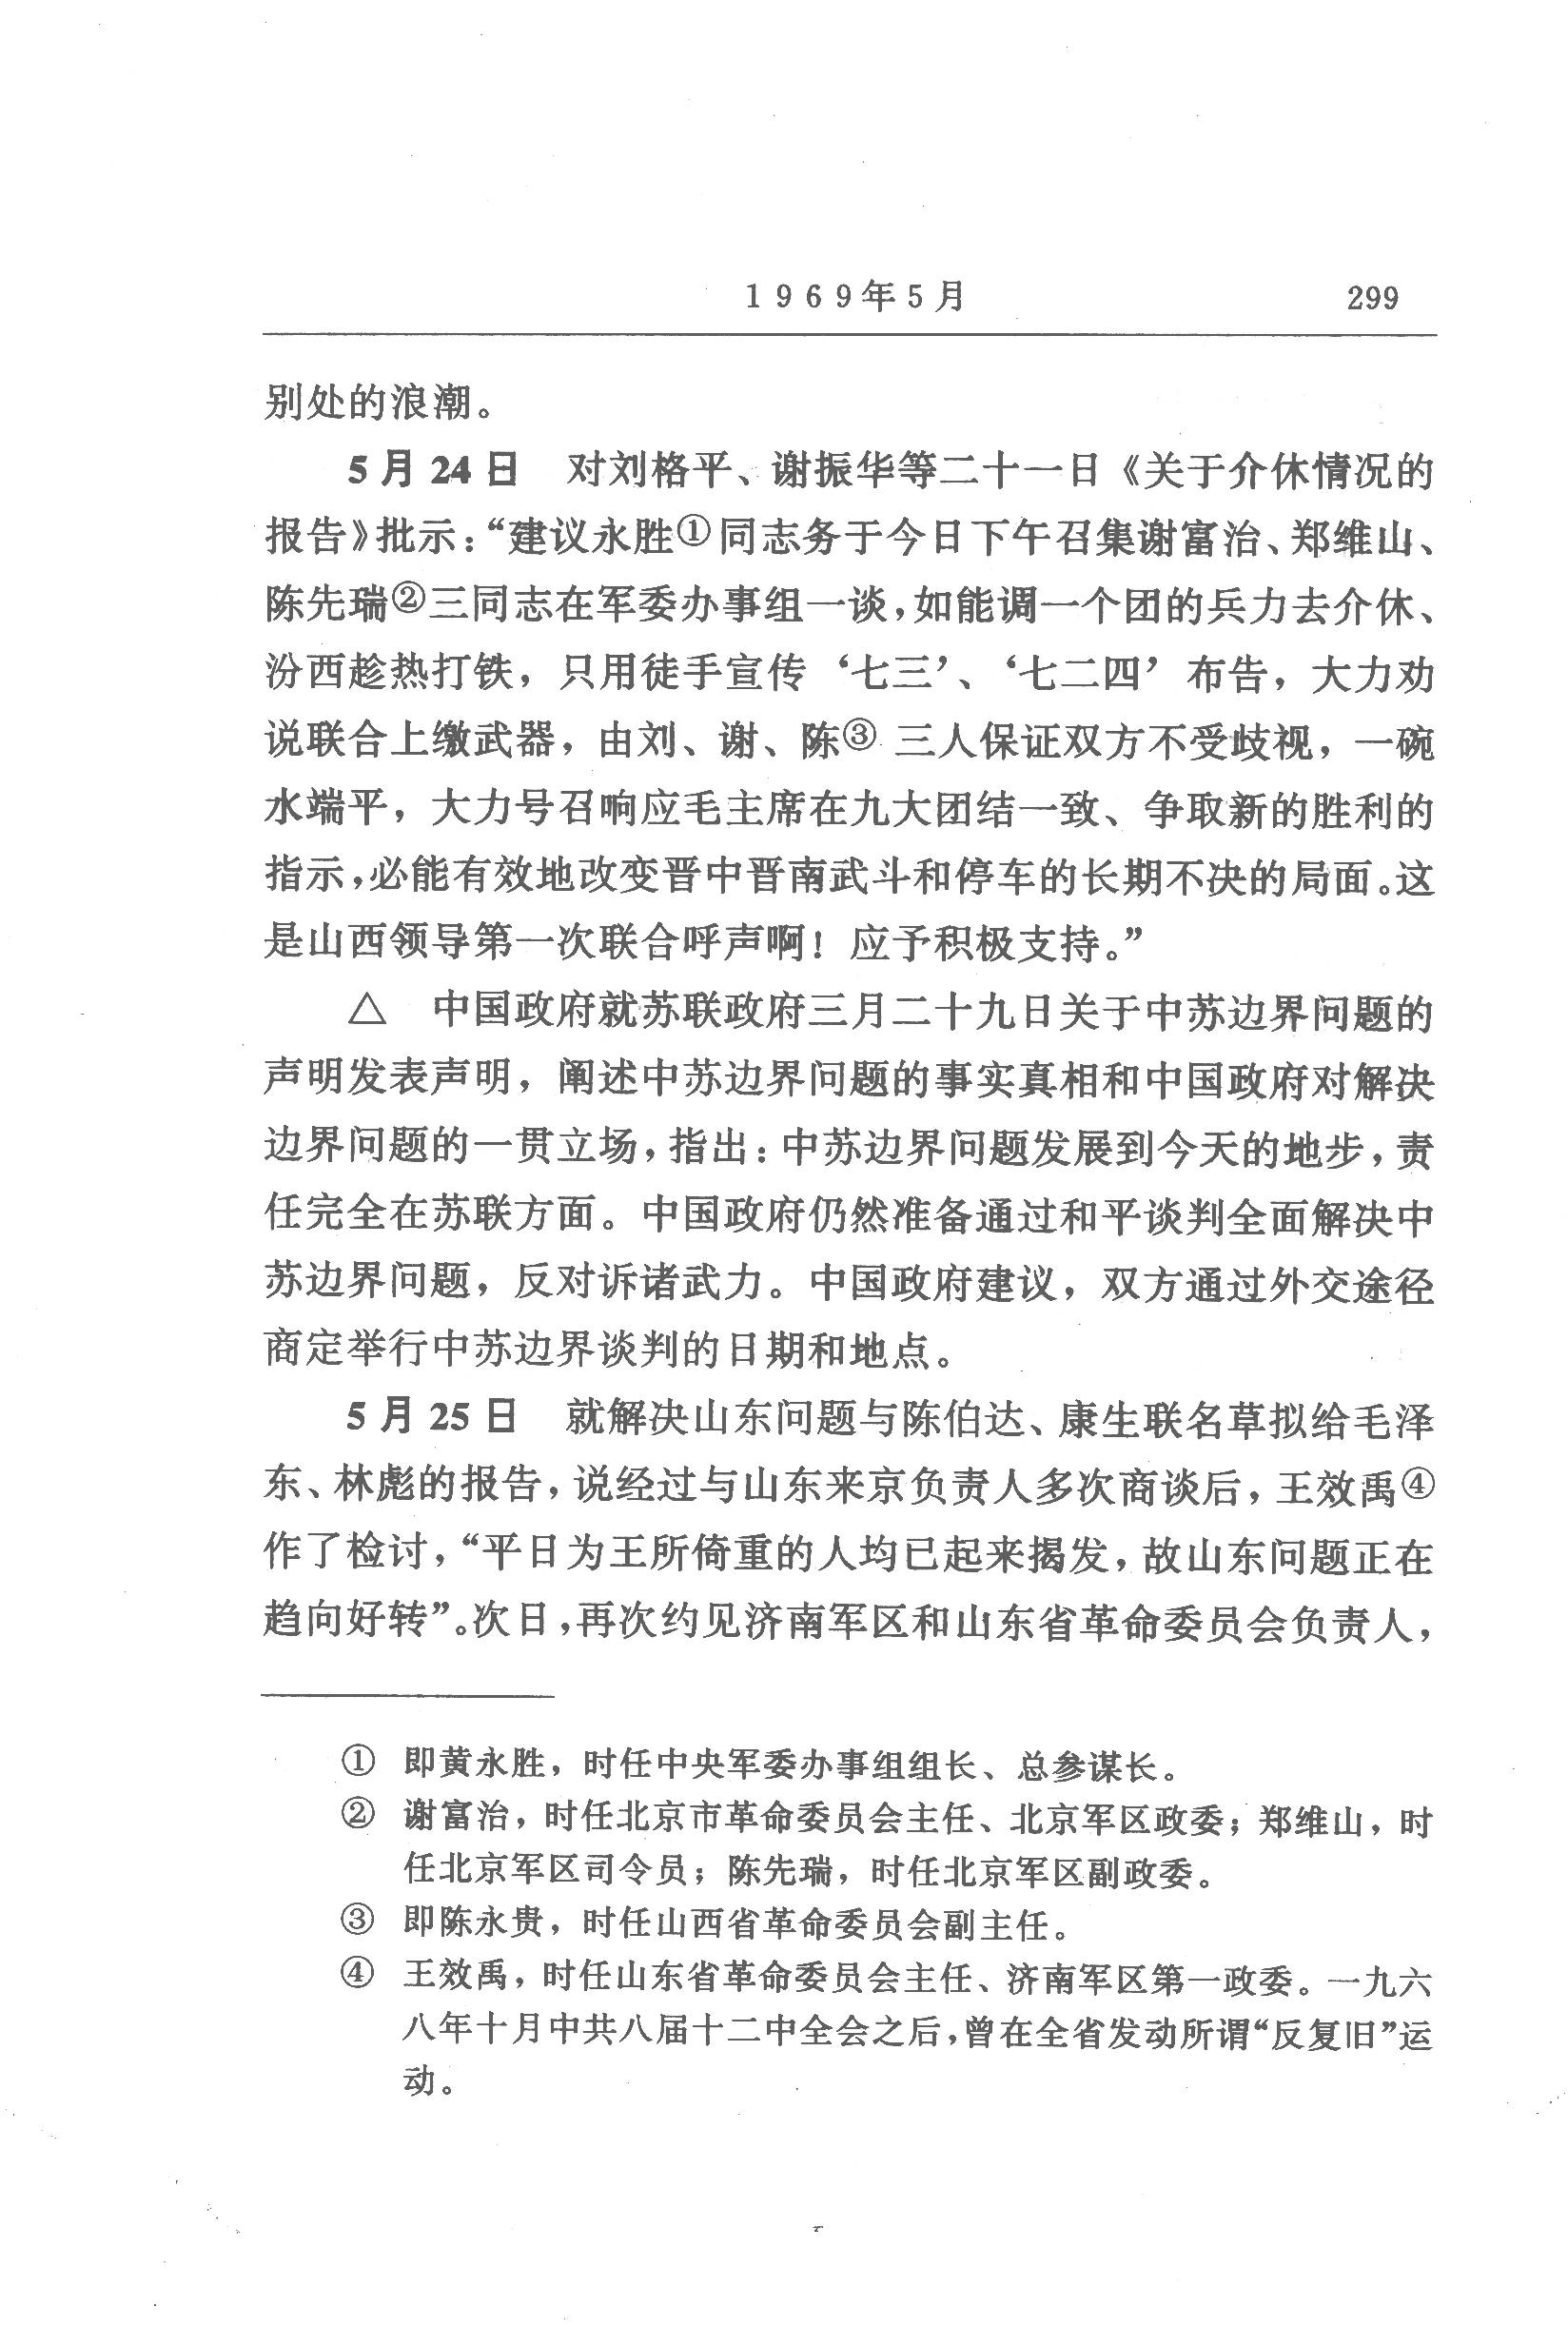 1969年5月 299
别处的浪潮。
5月24日 对刘格平、谢振华等二十一日《关于介休情况的
报告》批示：“建议永胜①同志务于今日下午召集谢富治、郑维山、
陈先瑞②三同志在军委办事组一谈，如能调一个团的兵力去介休、
汾西趁热打铁，只用徒手宣传‘七三’、‘七二四’布告，大力劝
说联合上缴武器，由刘、谢、陈③三人保证双方不受歧视，一碗
水端平，大力号召响应毛主席在九大团结一致、争取新的胜利的
指示，必能有效地改变晋中晋南武斗和停车的长期不决的局面。这
是山西领导第一次联合呼声啊！应予积极支持。”
△ 中国政府就苏联政府三月二十九日关于中苏边界问题的
声明发表声明，阐述中苏边界问题的事实真相和中国政府对解决
边界问题的一贯立场，指出：中苏边界问题发展到今天的地步，责
任完全在苏联方面。中国政府仍然准备通过和平谈判全面解决中
苏边界问题，反对诉诸武力。中国政府建议，双方通过外交途径
商定举行中苏边界谈判的日期和地点。
5月25日 就解决山东问题与陈伯达、康生联名草拟给毛泽
东、林彪的报告，说经过与山东来京负责人多次商谈后，王效禹④
作了检讨，“平日为王所倚重的人均已起来揭发，故山东问题正在
趋向好转”。次日，再次约见济南军区和山东省革命委员会负责人，
① 即黄永胜，时任中央军委办事组组长、总参谋长。
② 谢富治，时任北京市革命委员会主任、北京军区政委；郑维山，时
任北京军区司令员；陈先瑞，时任北京军区副政委。
③ 即陈永贵，时任山西省革命委员会副主任。
④ 王效禹，时任山东省革命委员会主任、济南军区第一政委。一九六
八年十月中共八届十二中全会之后，曾在全省发动所谓“反复旧”运
动。